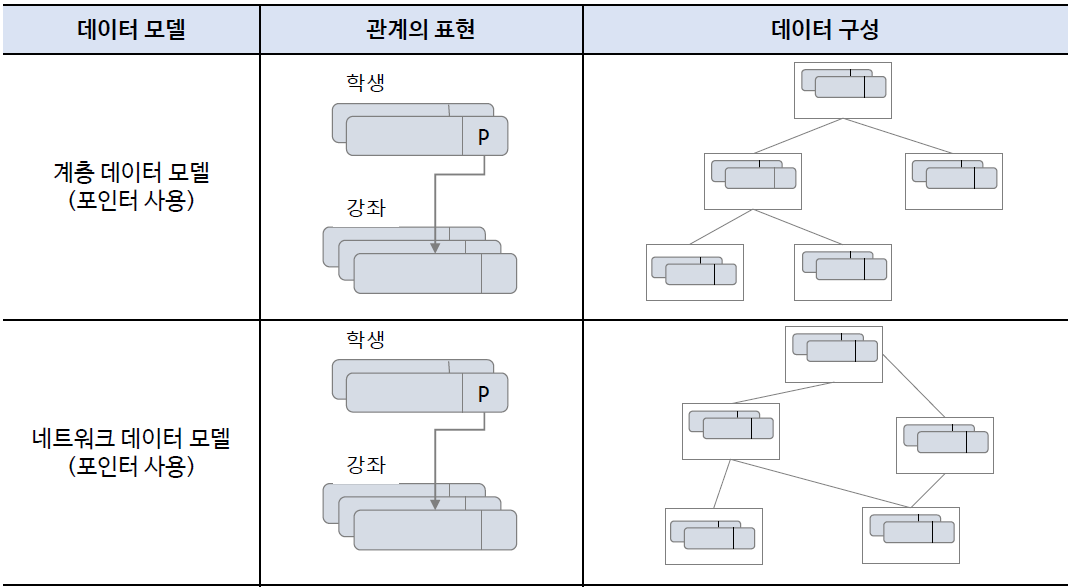 데이터 모델
관계의 표현
데이터 구성
계층 데이터 모델
(포인터 사용)
학생
P
강좌
네트워크 데이터 모델
(포인터 사용)
학생
P
강좌